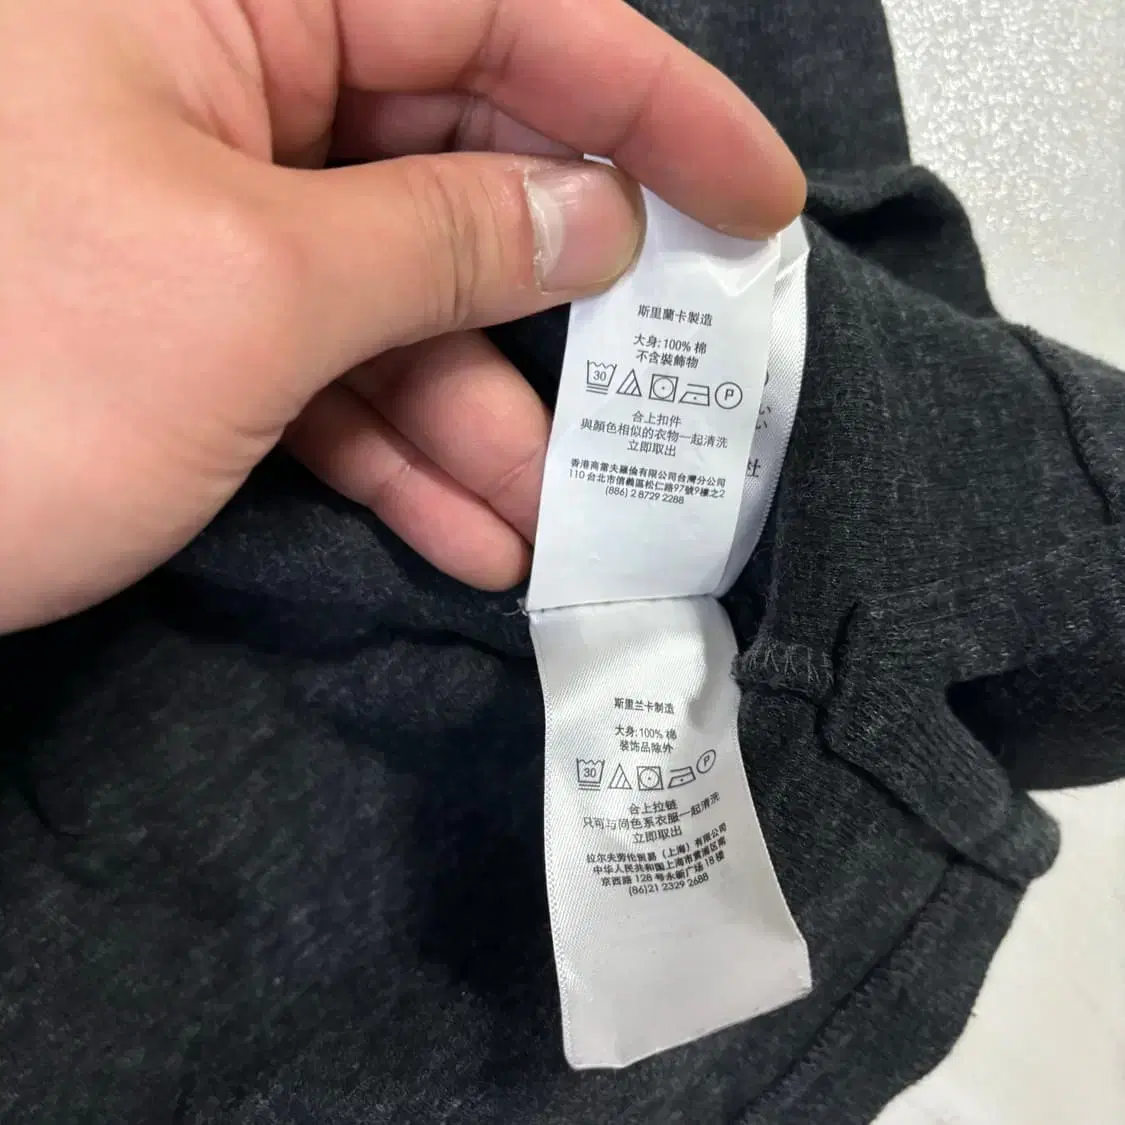 斯里蘭卡製造
大身:100% 棉
不含裝飾物
30 P
合上扣件
與顏色相似的衣物一起清洗
立即取出
香港商雷夫羅倫有限公司台灣分公司
110 台北市信義區松仁路97號9樓之2
(886) 2 8729 2288
い
社
斯里兰卡制造
大身:100% 棉
装饰品除外
30 P
合上拉链
只可与同色系衣服一起清洗
立即取出
拉尔夫劳伦贸易（上海）有限公司
中华人民共和国上海市黄浦区南
京西路 128 号永新广场 18 楼
(86)21 2329 2688